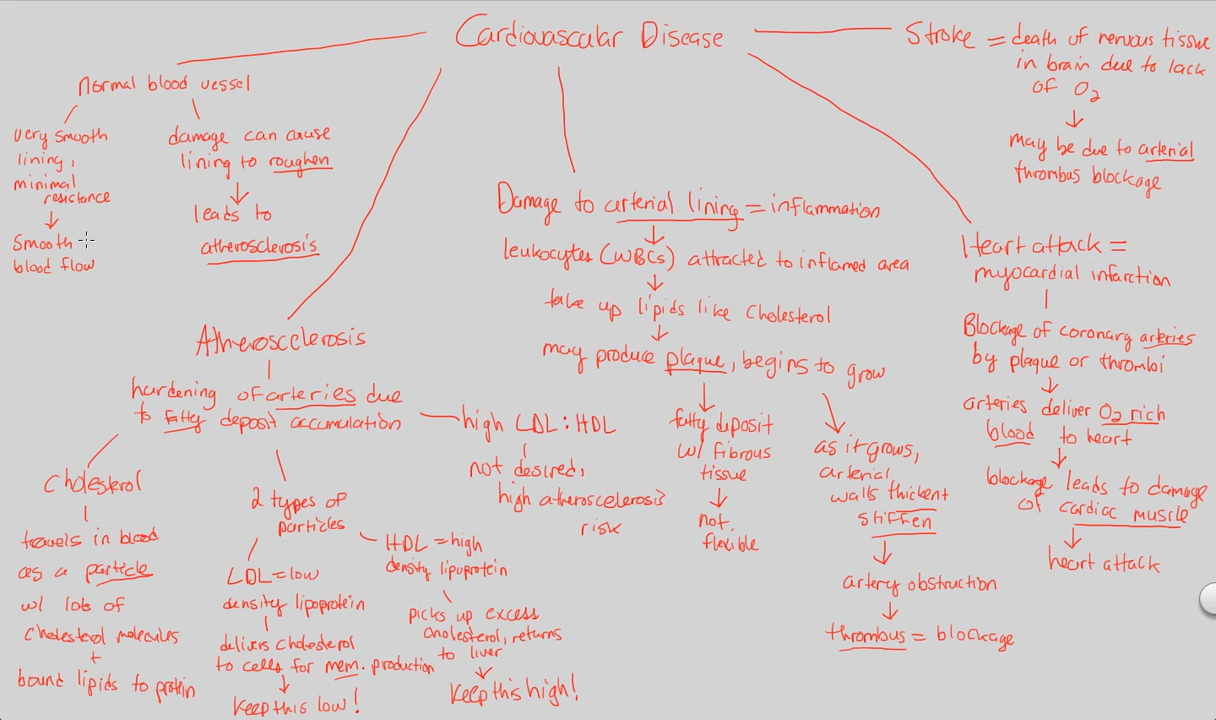 Cardiovascular Disease
normal blood vessel
very smooth
lining,
minimal
resistance
Smooth
blood flow
damage can cause
lining to roughen
leads to
atherosclerosis
Atheroscelerosis
hardening of arteries due
to fatty deposit accumulation
Cholesterol
travels in blood
as a particle
w/ lots of
cholesterol molecules
+
bound lipids to protein
2 types of
particles
LDL = low
density lipoprotein
delivers cholesterol
to cells for mem. production
Keep this low!
HDL = high
density lipoprotein
picks up excess
cholesterol, returns
to liver
Keep this high!
high LDL : HDL
not desired,
high atheroscelerosis
risk
Damage to arterial lining = inflammation
leukocytes (WBCs) attracted to inflamed area
take up lipids like cholesterol
may produce plaque, begins to grow
fatty deposit
w/ fibrous
tissue
not
flexible
as it grows,
arterial
walls thicken +
stiffen
artery obstruction
thrombus = blockage
Heart attack =
myocardial infarction
Blockage of coronary arteries
by plaque or thrombi
arteries deliver O2 rich
blood to heart
blockage leads to damage
of cardiac muscle
heart attack
Stroke = death of nervous tissue
in brain due to lack
of O2
may be due to arterial
thrombus blockage